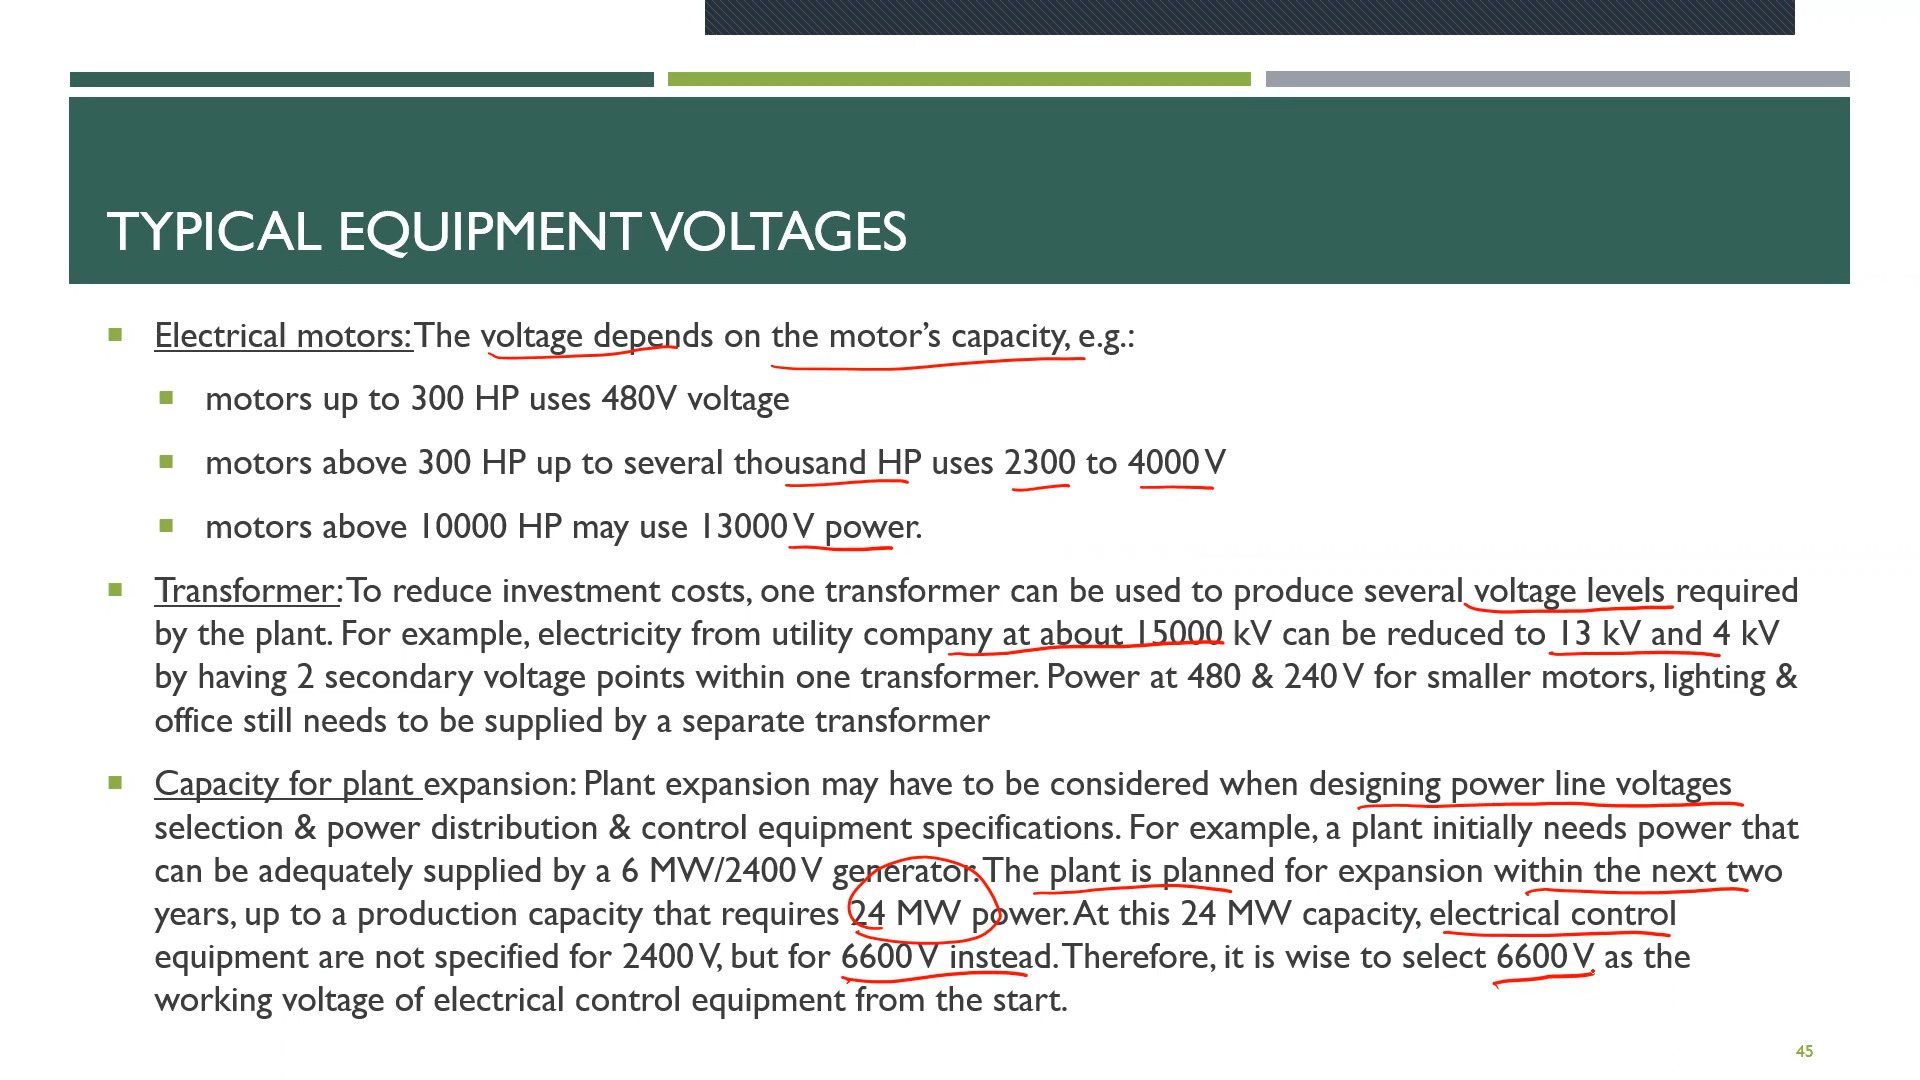 TYPICAL EQUIPMENT VOLTAGES
Electrical motors: The voltage depends on the motor’s capacity, e.g.:
motors up to 300 HP uses 480V voltage
motors above 300 HP up to several thousand HP uses 2300 to 4000 V
motors above 10000 HP may use 13000 V power.
Transformer: To reduce investment costs, one transformer can be used to produce several voltage levels required
by the plant. For example, electricity from utility company at about 15000 kV can be reduced to 13 kV and 4 kV
by having 2 secondary voltage points within one transformer. Power at 480 & 240 V for smaller motors, lighting &
office still needs to be supplied by a separate transformer
Capacity for plant expansion: Plant expansion may have to be considered when designing power line voltages
selection & power distribution & control equipment specifications. For example, a plant initially needs power that
can be adequately supplied by a 6 MW/2400 V generator. The plant is planned for expansion within the next two
years, up to a production capacity that requires 24 MW power. At this 24 MW capacity, electrical control
equipment are not specified for 2400 V, but for 6600 V instead. Therefore, it is wise to select 6600 V as the
working voltage of electrical control equipment from the start.
45